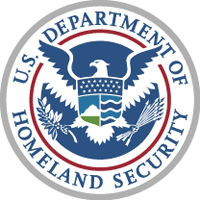 U.S. DEPARTMENT OF
HOMELAND SECURITY